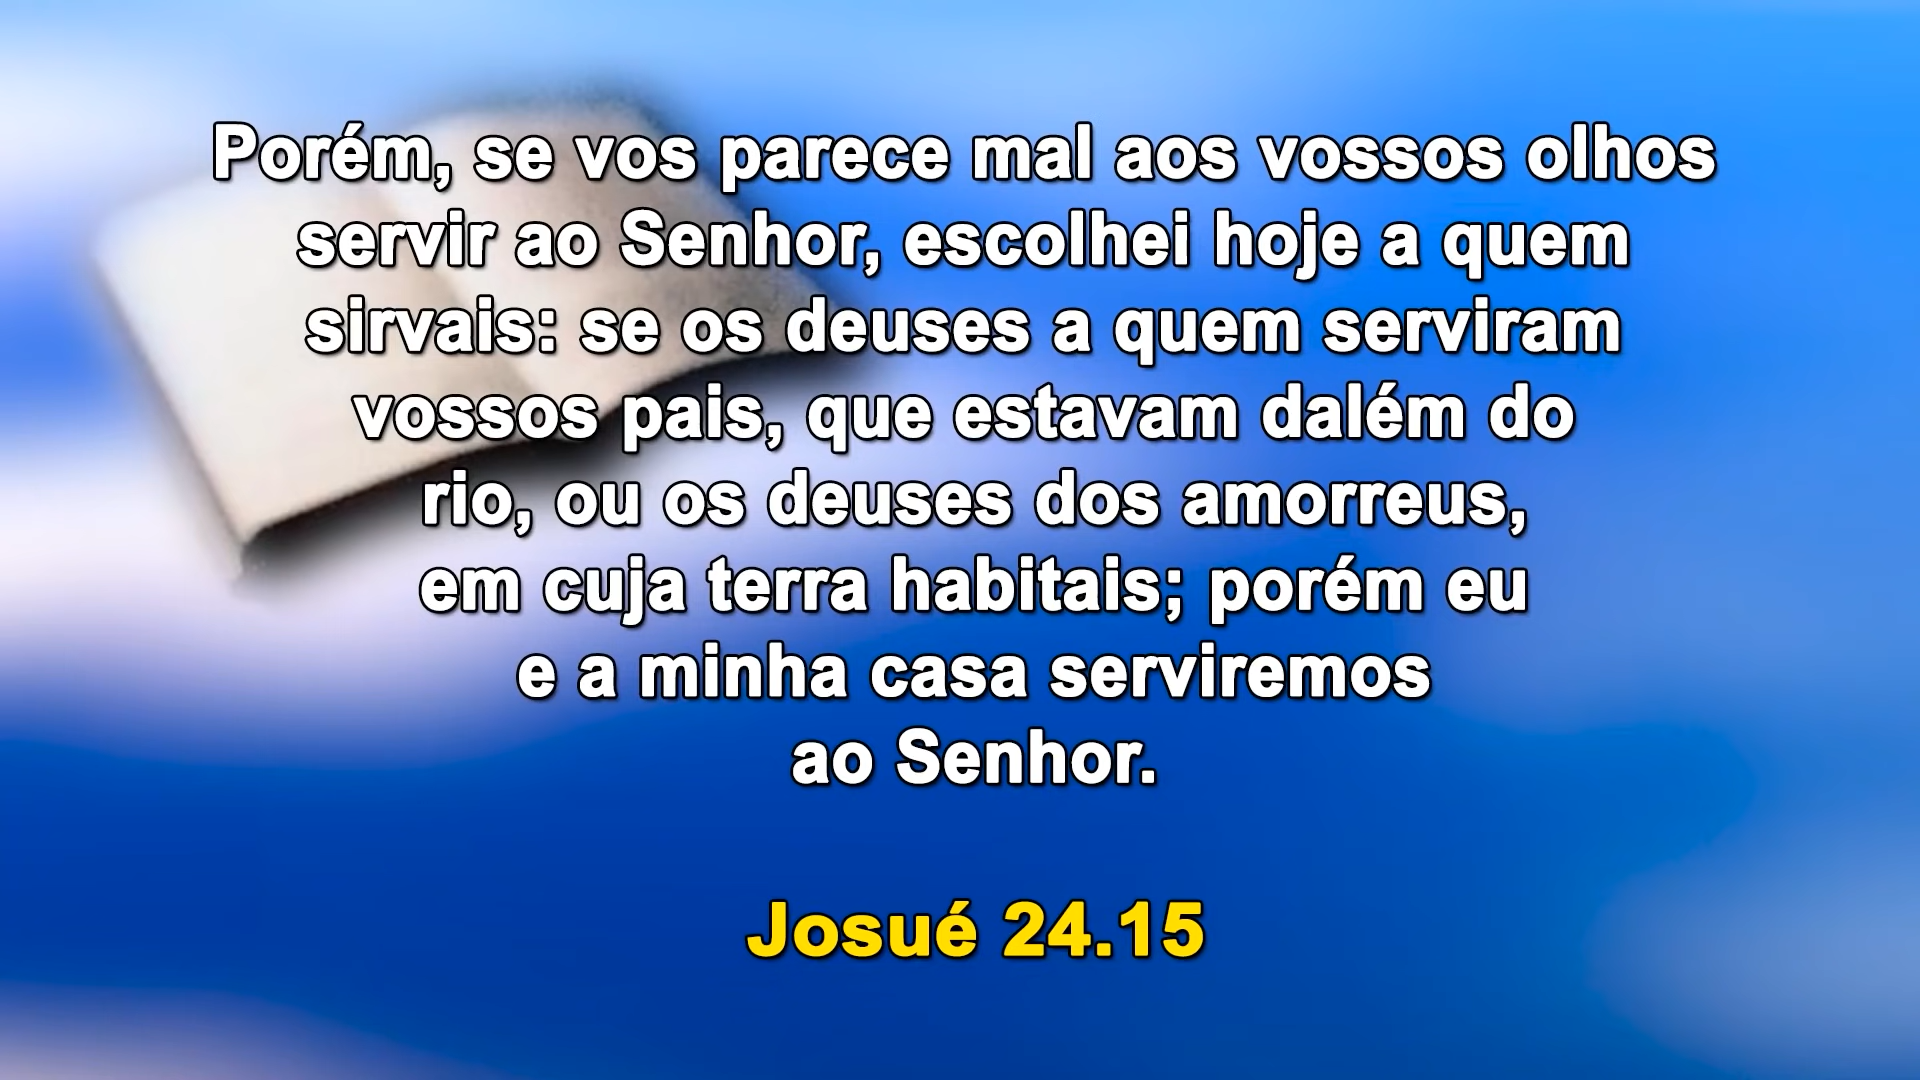 Porém, se vos parece mal aos vossos olhos
servir ao Senhor, escolhei hoje a quem
sirvais: se os deuses a quem serviram
vossos pais, que estavam dalém do
rio, ou os deuses dos amorreus,
em cuja terra habitais; porém eu
e a minha casa serviremos
ao Senhor.
Josué 24.15